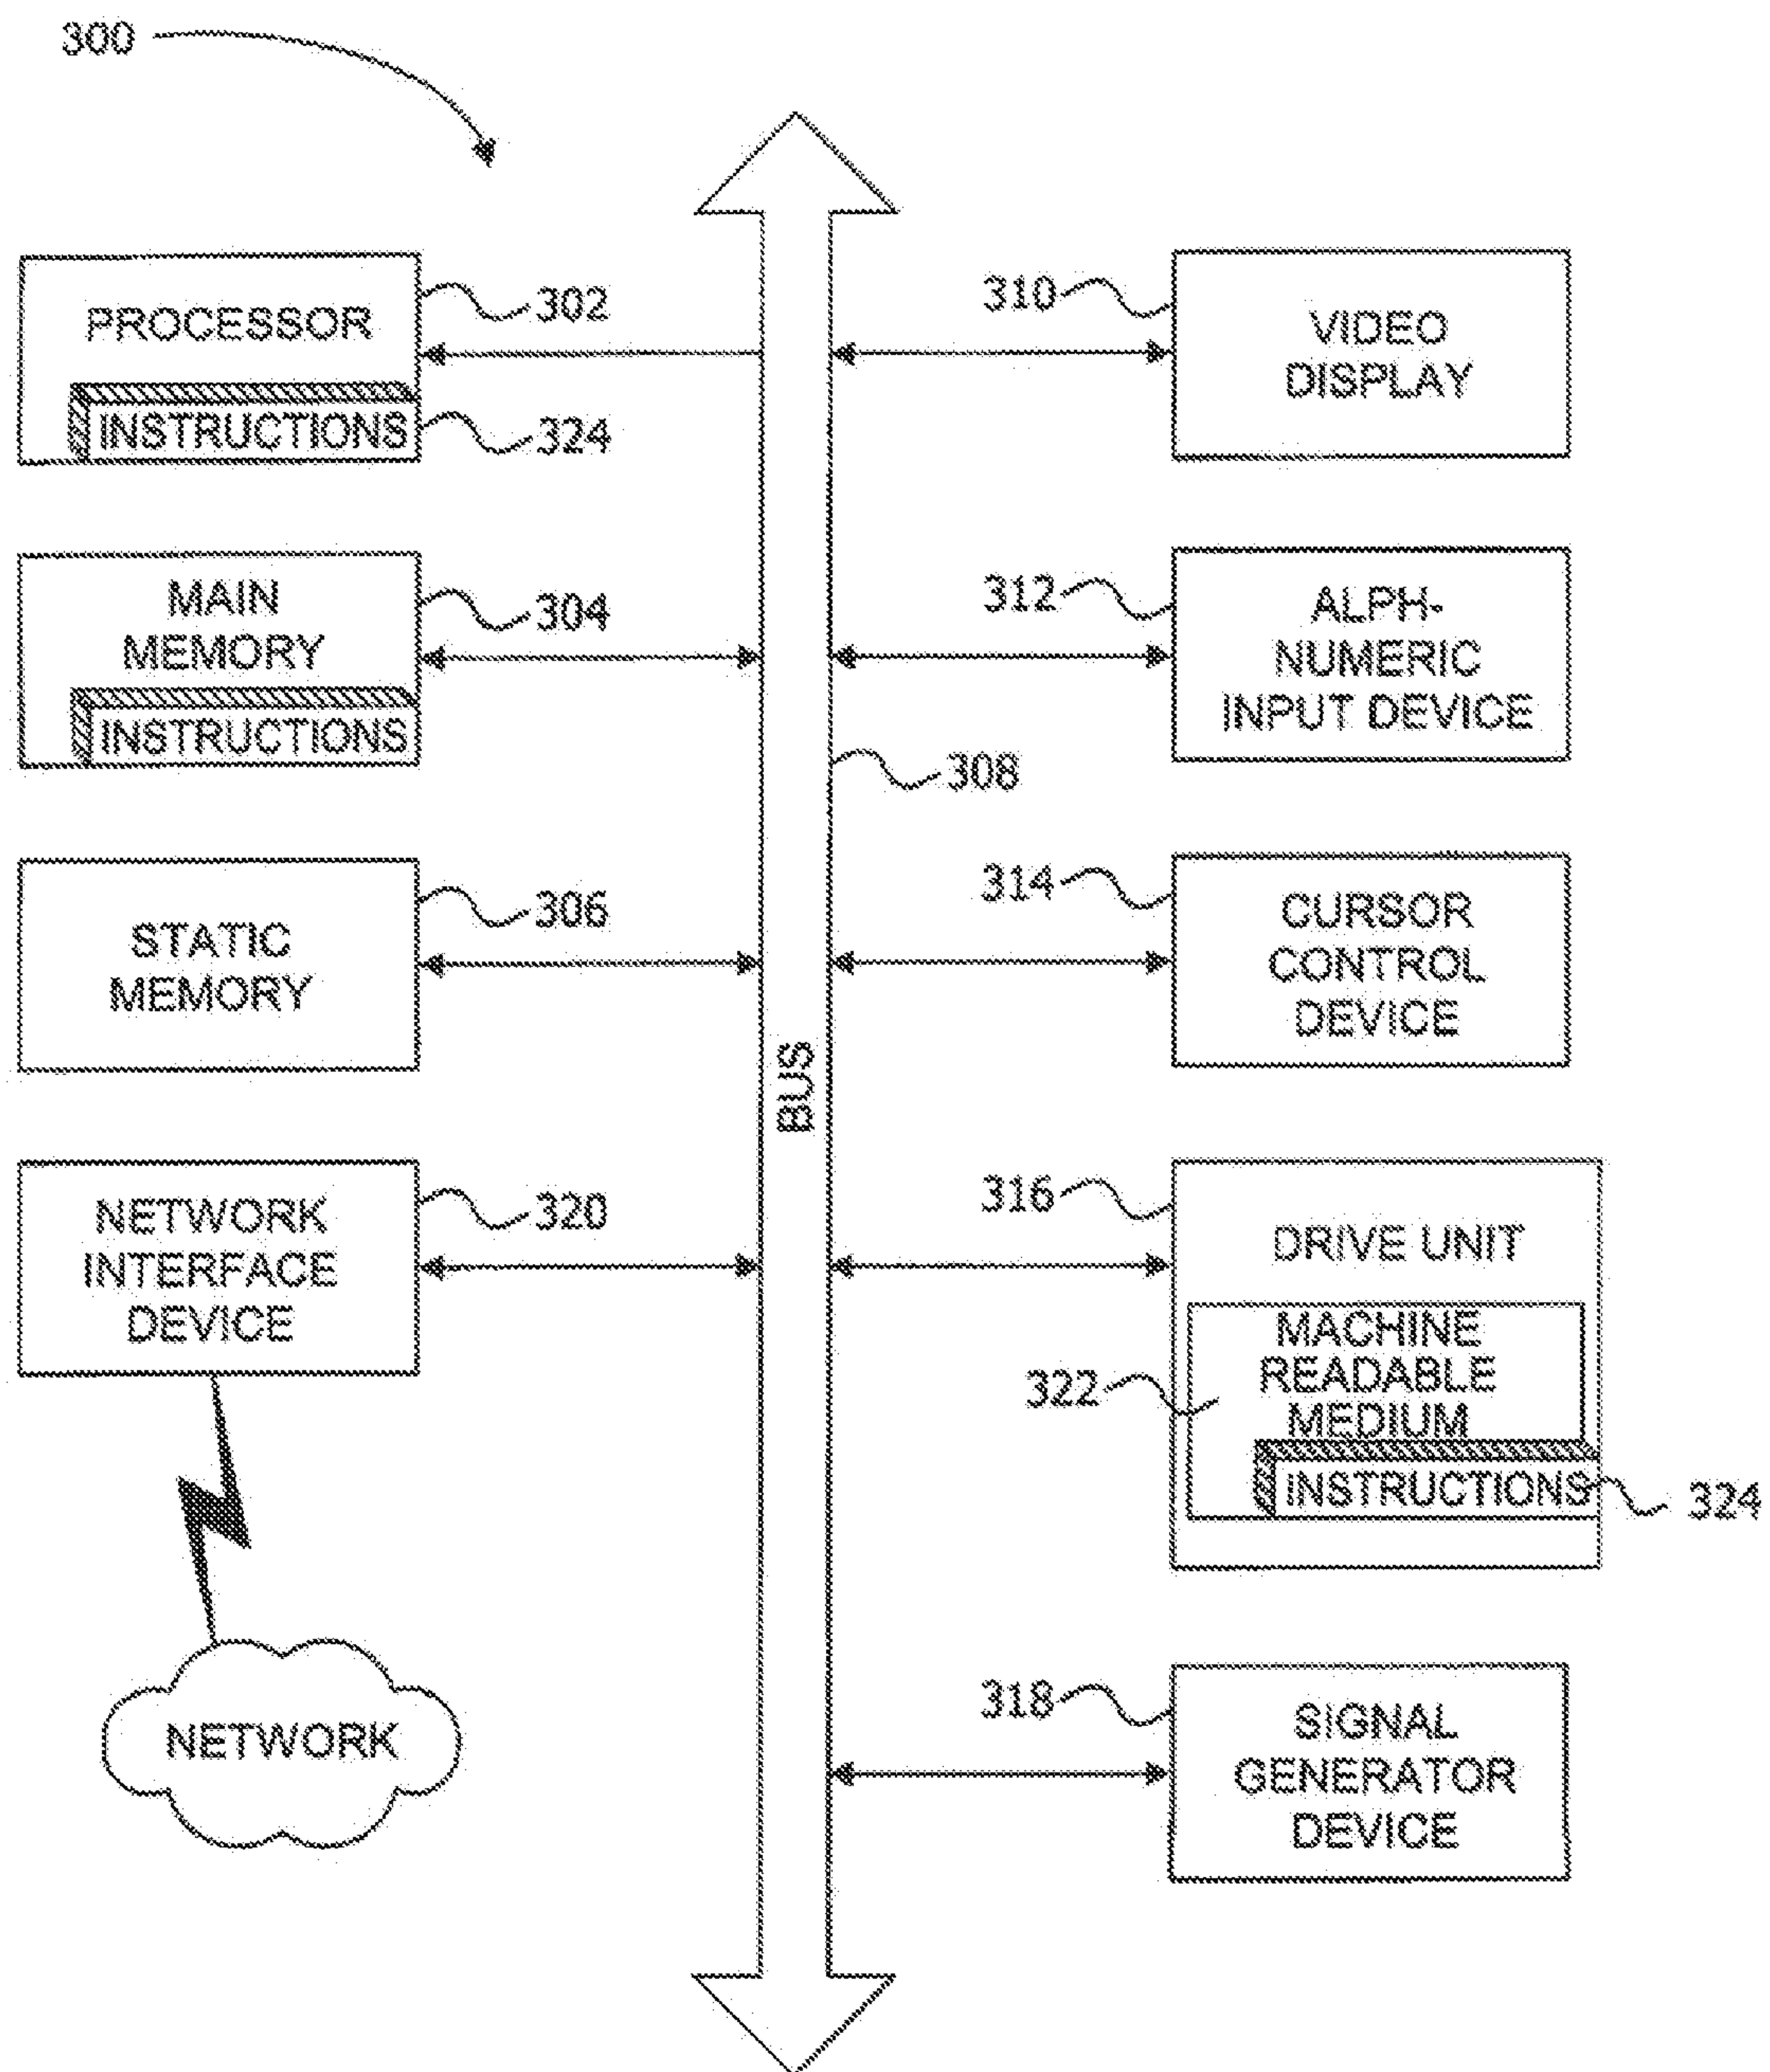 300
PROCESSOR
302
INSTRUCTIONS
324
MAIN
MEMORY
304
INSTRUCTIONS
STATIC
MEMORY
306
NETWORK
INTERFACE
DEVICE
320
NETWORK
BUS
308
310
VIDEO
DISPLAY
312
ALPH-
NUMERIC
INPUT DEVICE
314
CURSOR
CONTROL
DEVICE
316
DRIVE UNIT
322
MACHINE
READABLE
MEDIUM
INSTRUCTIONS
324
318
SIGNAL
GENERATOR
DEVICE